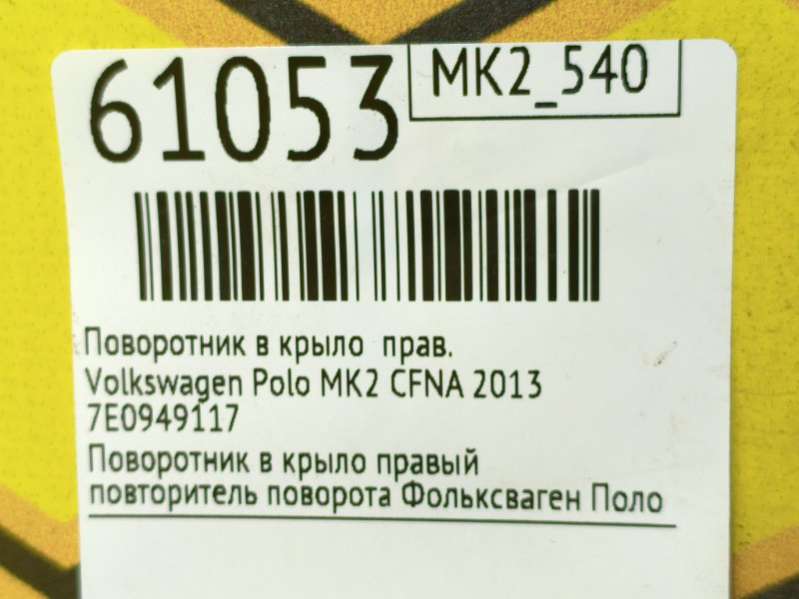 61053
MK2_540
Поворотник в крыло прав.
Volkswagen Polo MK2 CFNA 2013
7E0949117
Поворотник в крыло правый
повторитель поворота Фольксваген Поло